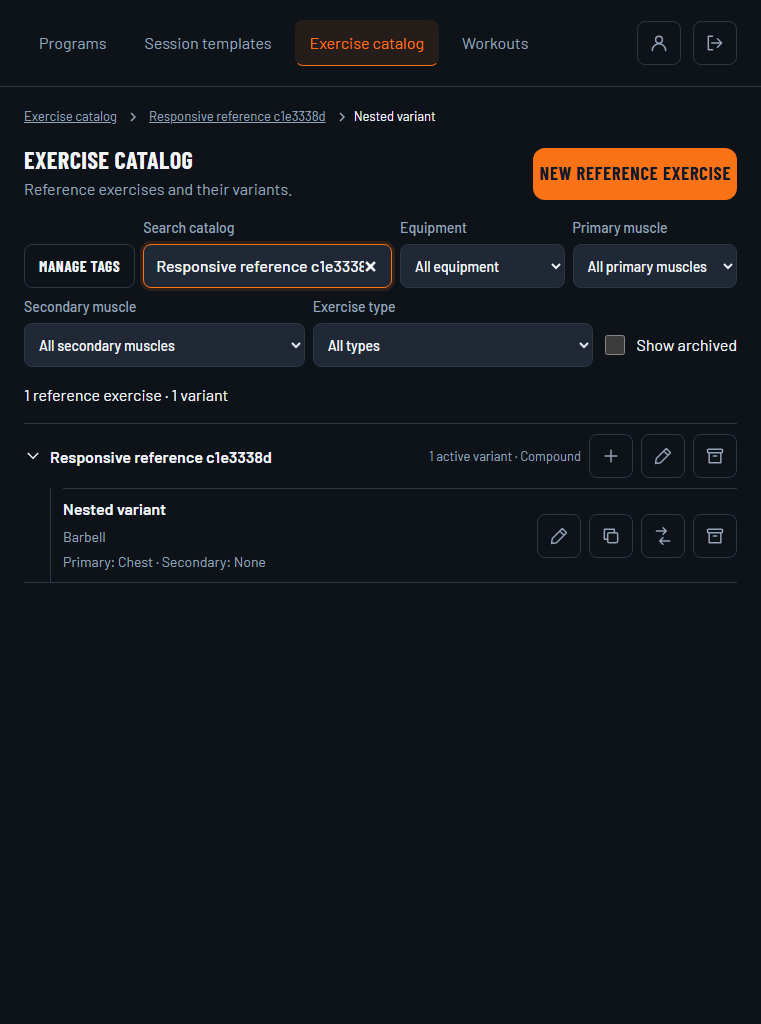 Programs
Session templates
Exercise catalog
Workouts
Exercise catalog
Responsive reference c1e3338d
Nested variant
EXERCISE CATALOG
Reference exercises and their variants.
NEW REFERENCE EXERCISE
MANAGE TAGS
Search catalog
Responsive reference c1e3338
Equipment
All equipment
Primary muscle
All primary muscles
Secondary muscle
All secondary muscles
Exercise type
All types
Show archived
1 reference exercise · 1 variant
Responsive reference c1e3338d
1 active variant · Compound
Nested variant
Barbell
Primary: Chest · Secondary: None